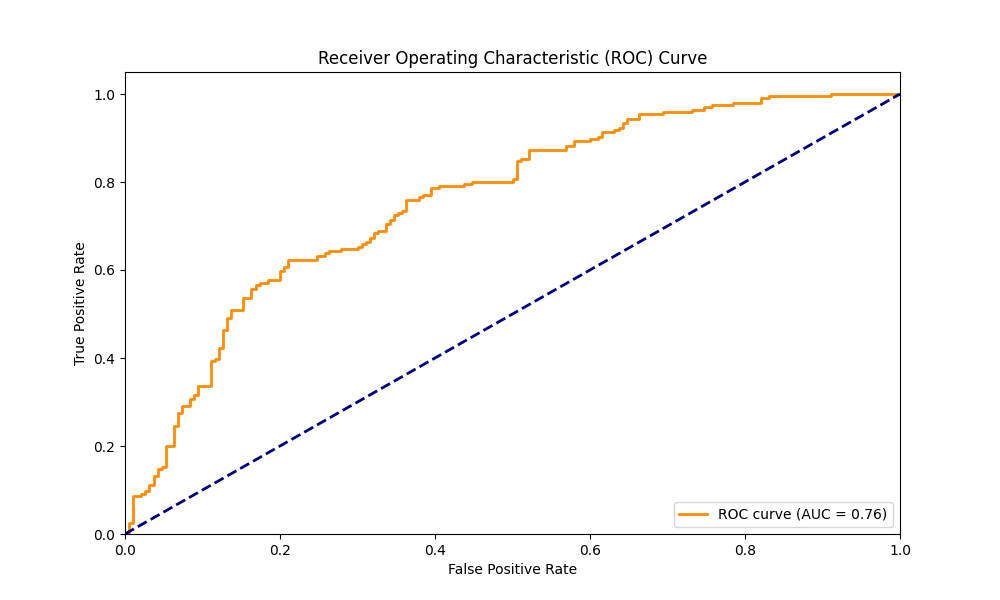 Receiver Operating Characteristic (ROC) Curve
True Positive Rate
1.0
0.8
0.6
0.4
0.2
0.0
0.0 0.2 0.4 0.6 0.8 1.0
False Positive Rate
ROC curve (AUC = 0.76)